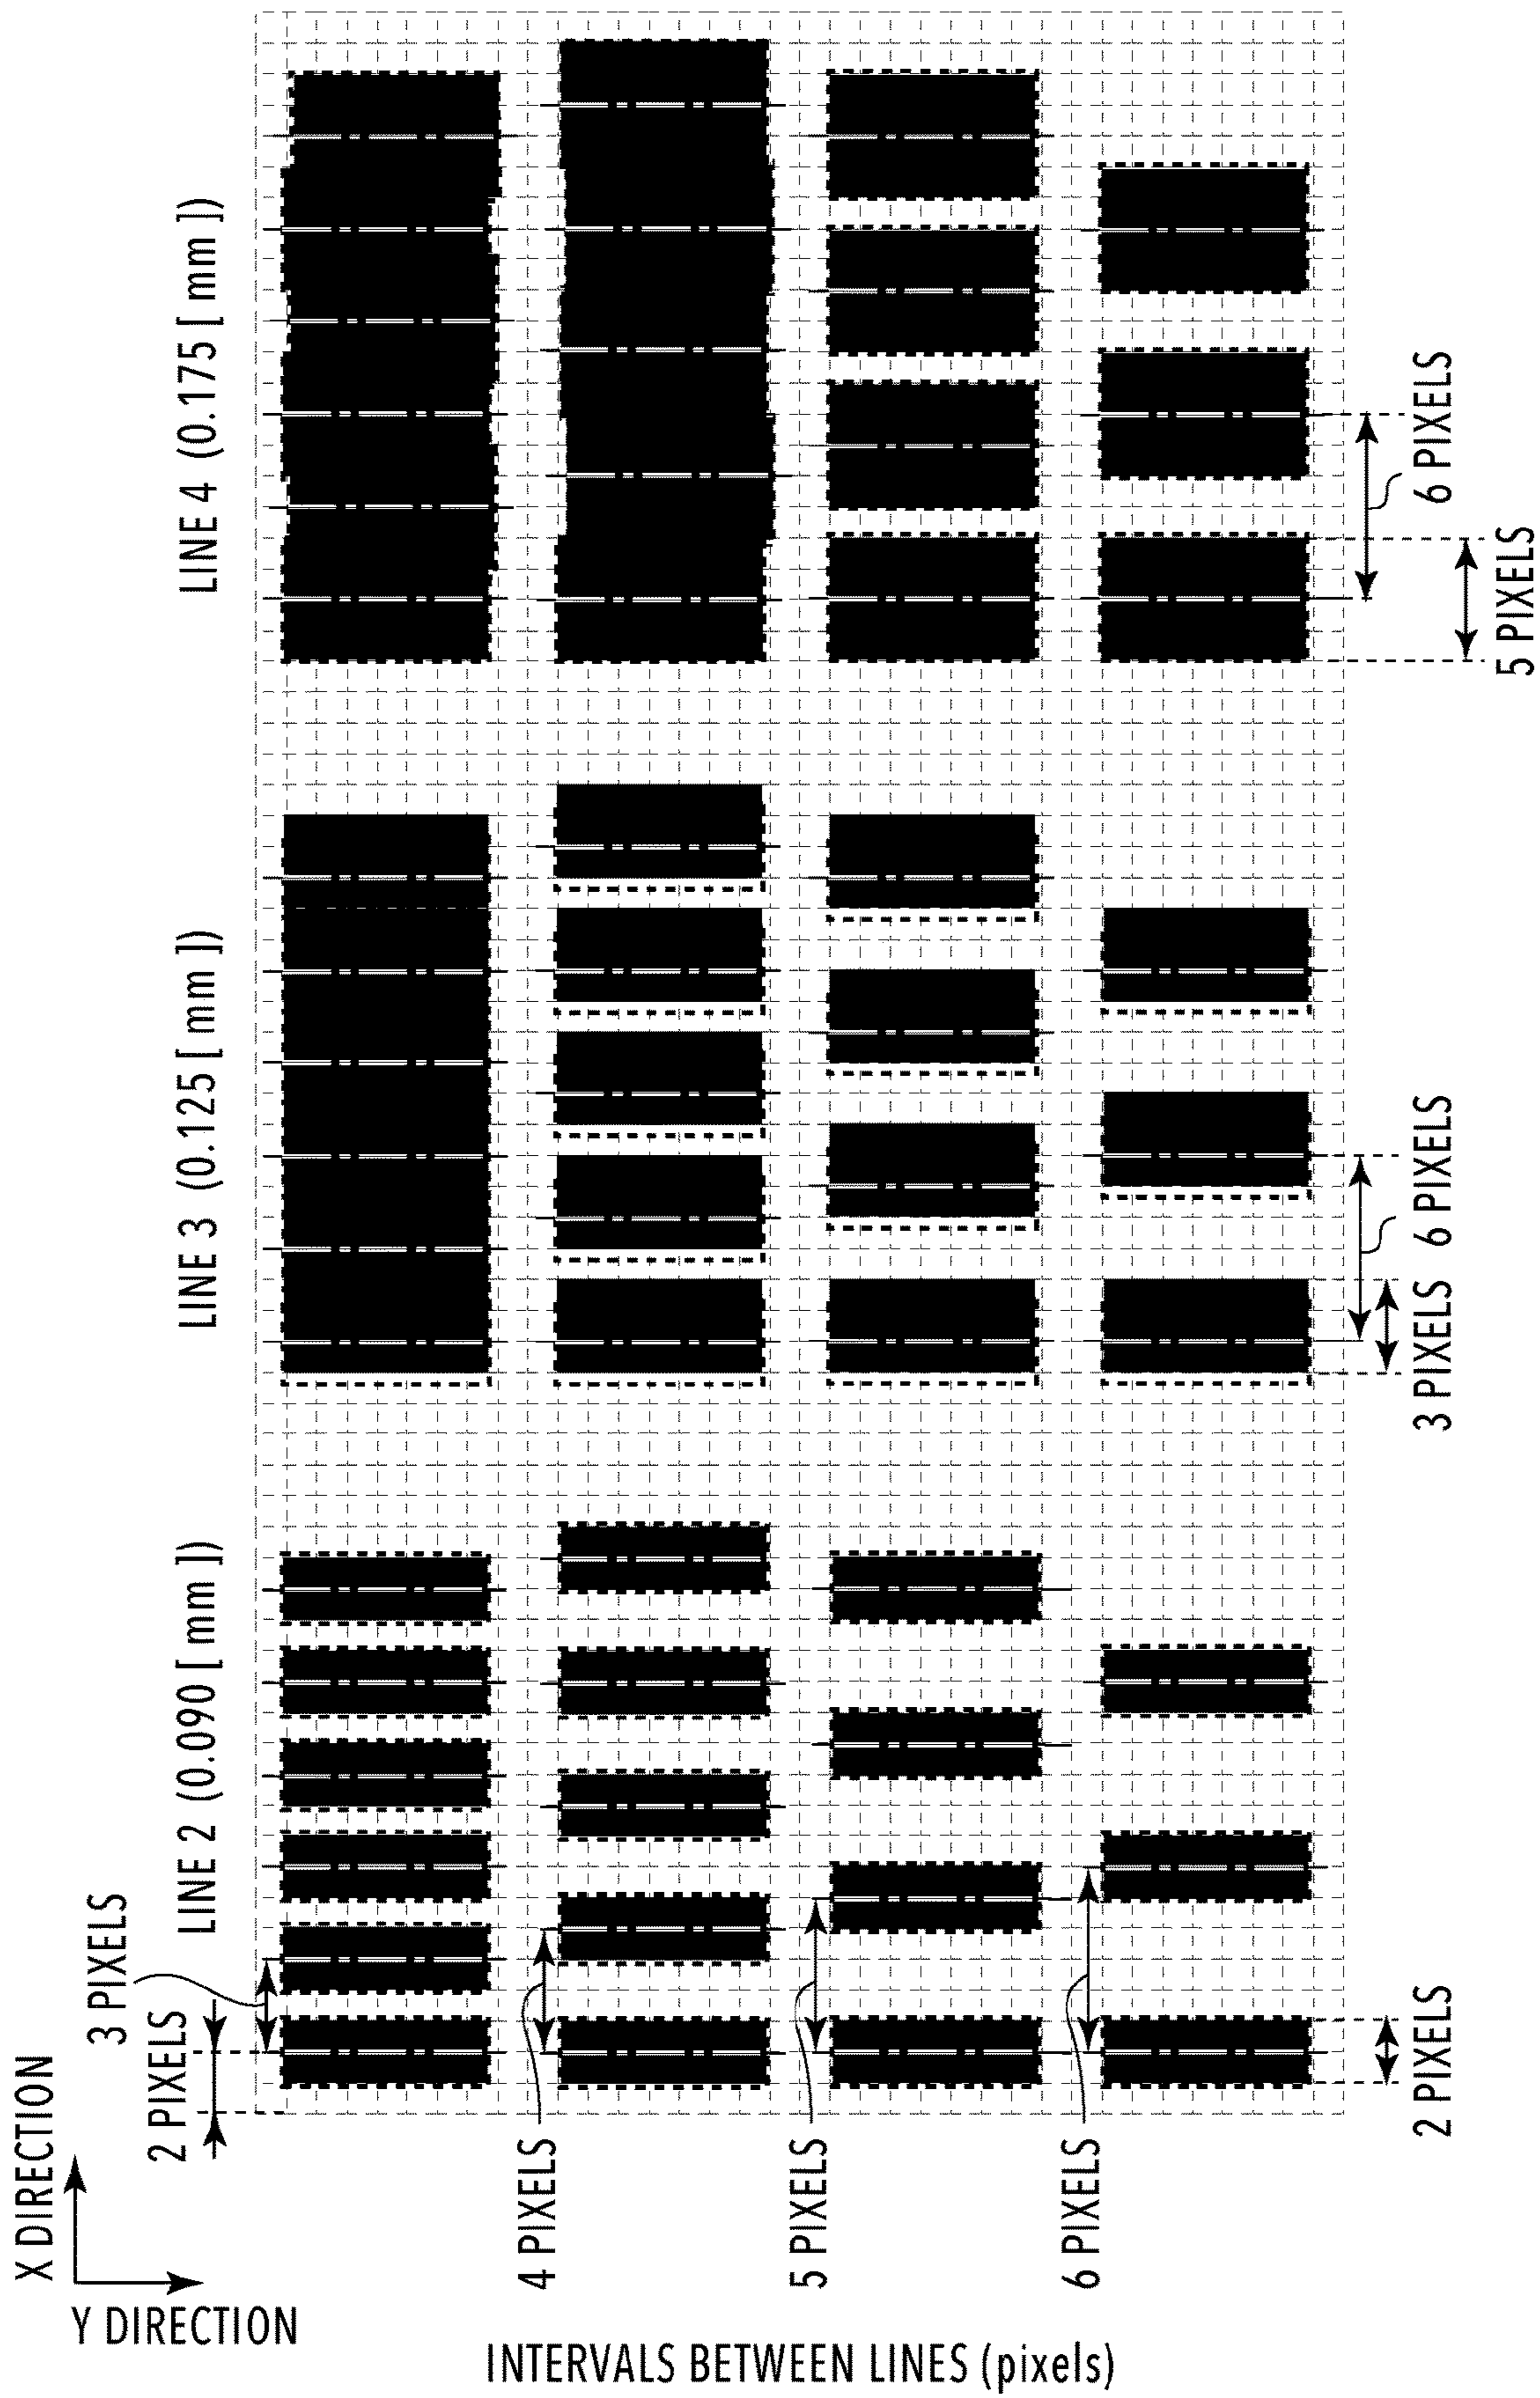 X DIRECTION
Y DIRECTION
2 PIXELS
3 PIXELS
LINE 2 (0.090 [ mm ])
LINE 3 (0.125 [ mm ])
LINE 4 (0.175 [ mm ])
INTERVALS BETWEEN LINES (pixels)
4 PIXELS
5 PIXELS
6 PIXELS
2 PIXELS
3 PIXELS
6 PIXELS
6 PIXELS
5 PIXELS